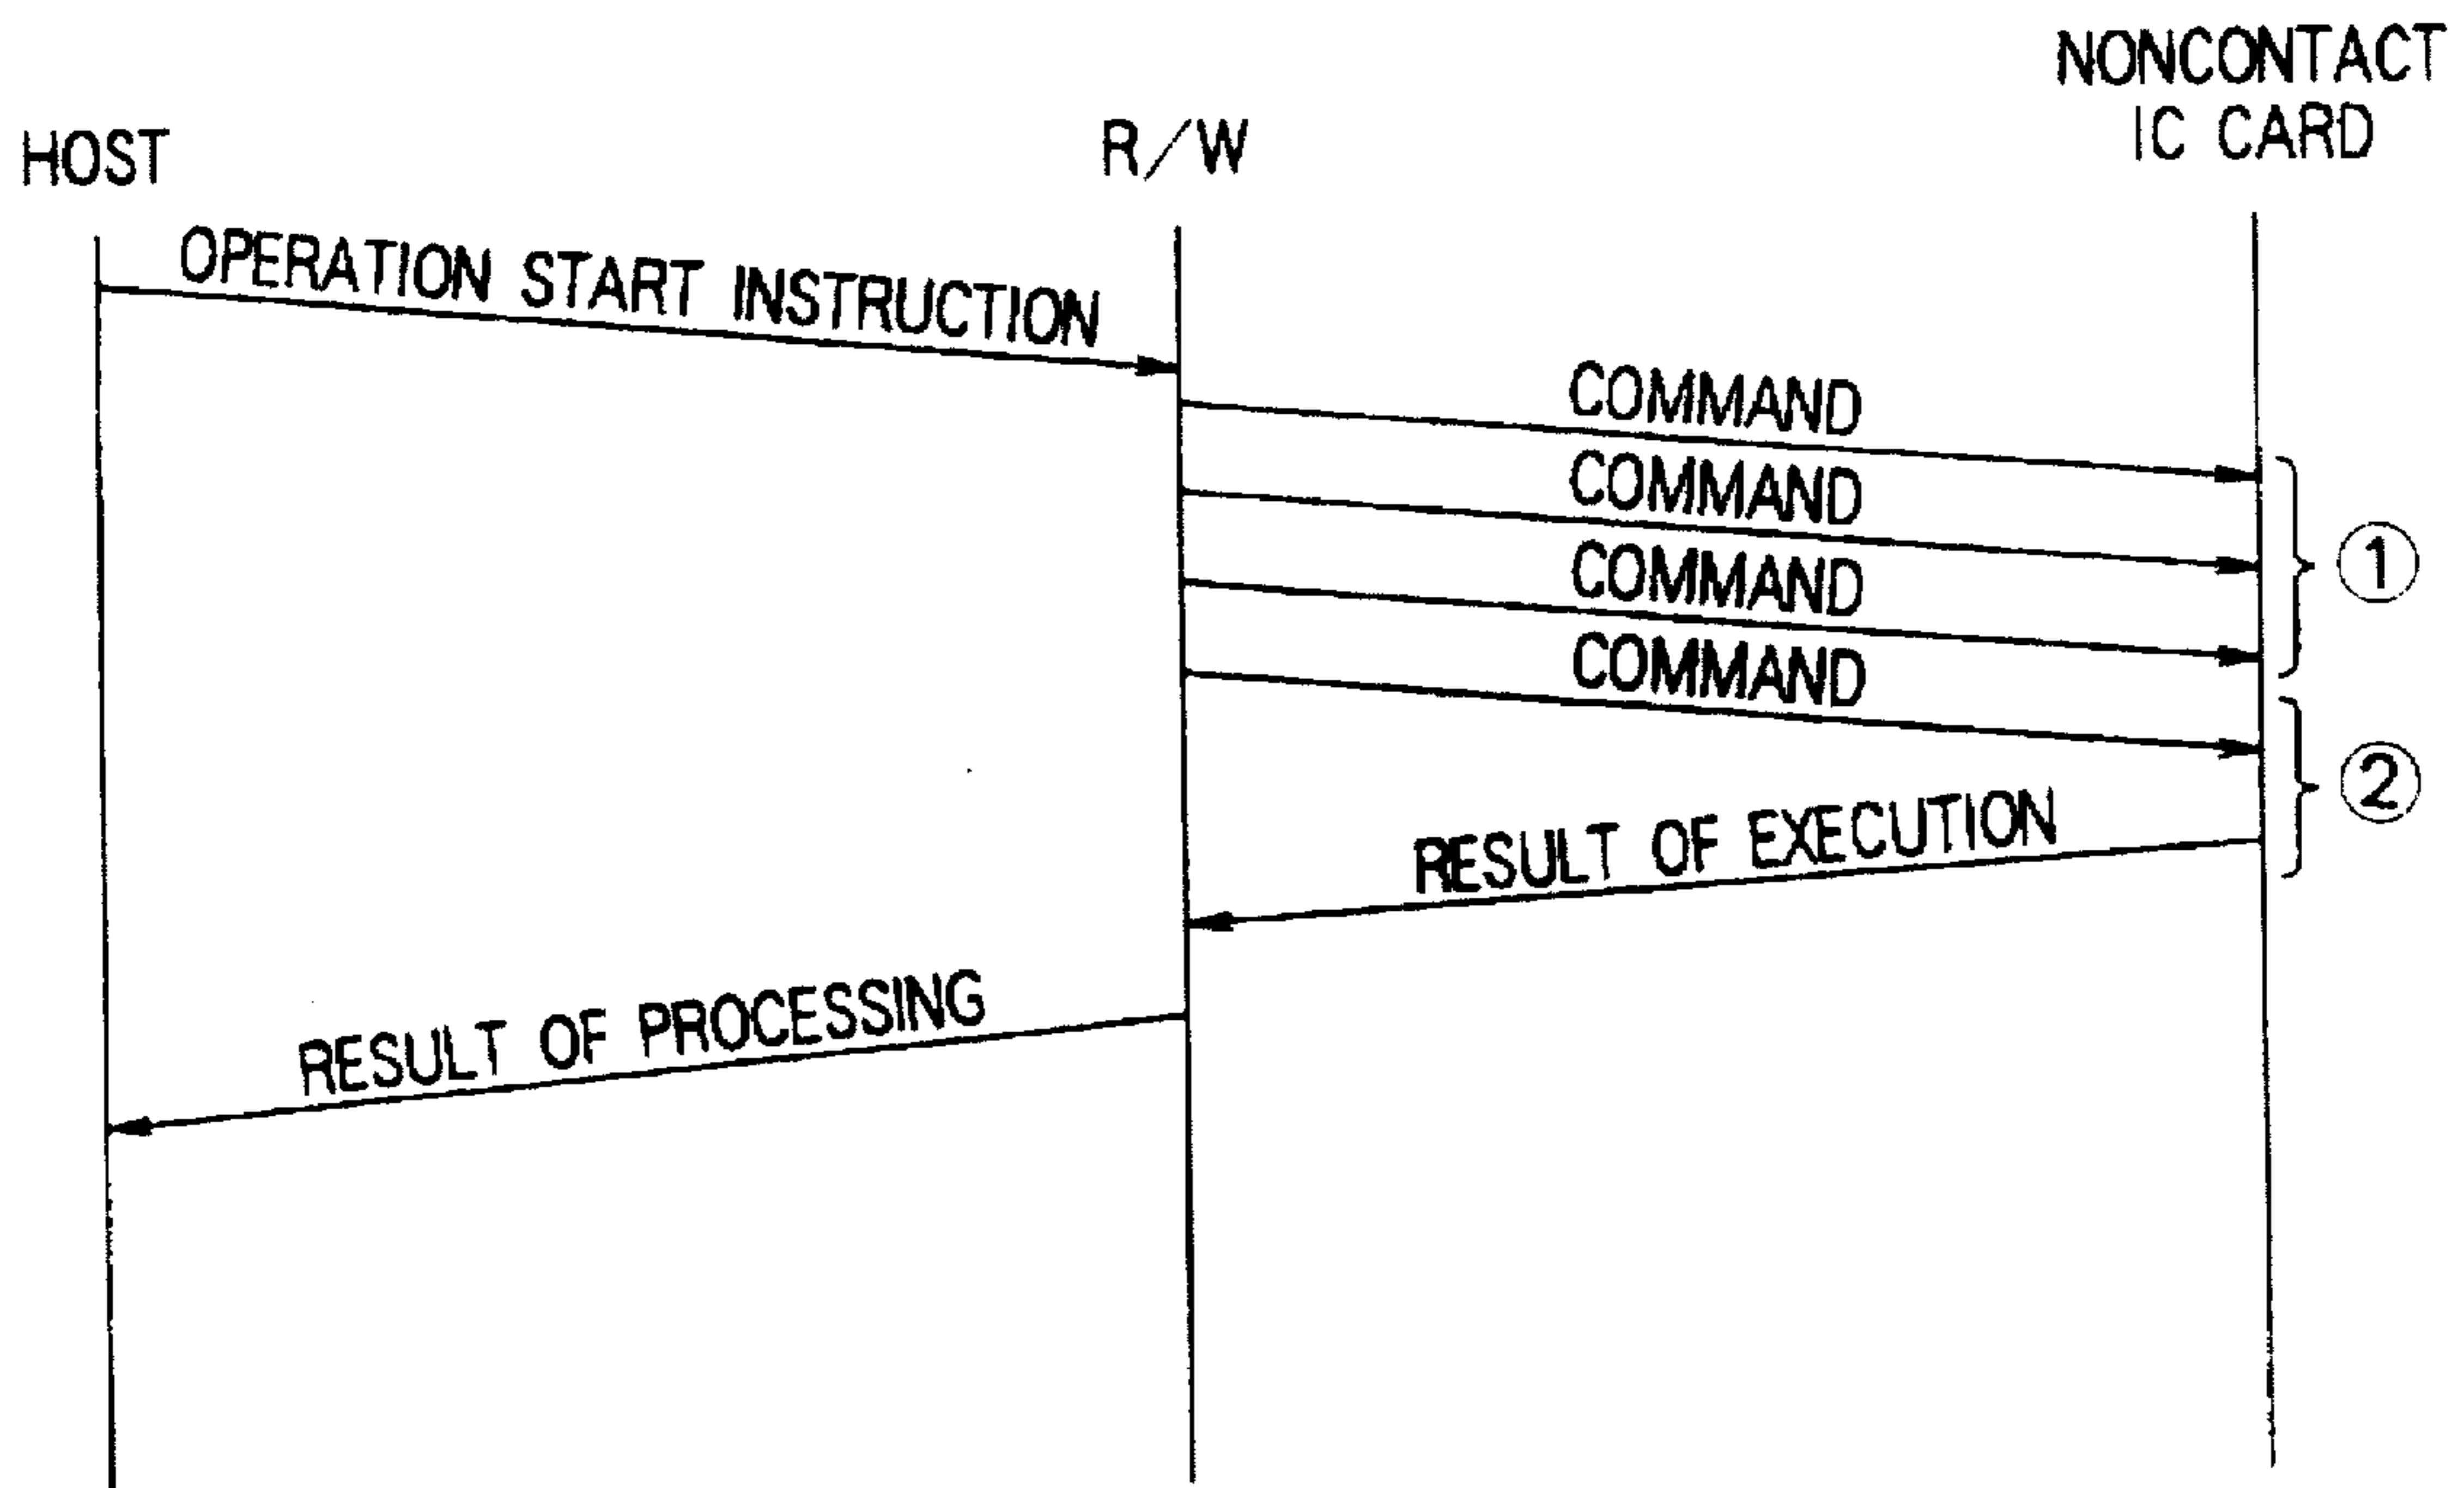 NONCONTACT
IC CARD
HOST
R/W
OPERATION START INSTRUCTION
COMMAND
COMMAND
COMMAND
COMMAND
①
②
RESULT OF EXECUTION
RESULT OF PROCESSING